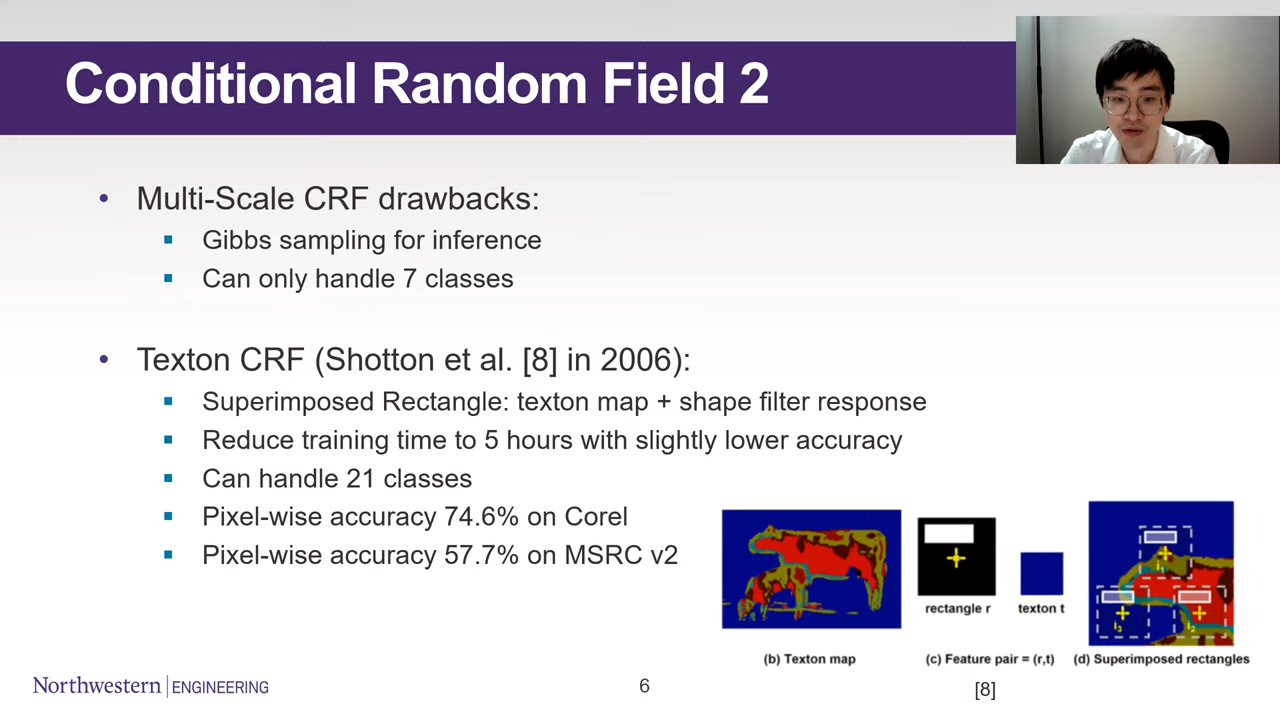 Conditional Random Field 2
• Multi-Scale CRF drawbacks:
▪ Gibbs sampling for inference
▪ Can only handle 7 classes
• Texton CRF (Shotton et al. [8] in 2006):
▪ Superimposed Rectangle: texton map + shape filter response
▪ Reduce training time to 5 hours with slightly lower accuracy
▪ Can handle 21 classes
▪ Pixel-wise accuracy 74.6% on Corel
▪ Pixel-wise accuracy 57.7% on MSRC v2
rectangle r
texton t
i₃
i₂
(b) Texton map
(c) Feature pair = (r,t)
(d) Superimposed rectangles
Northwestern | ENGINEERING
6
[8]